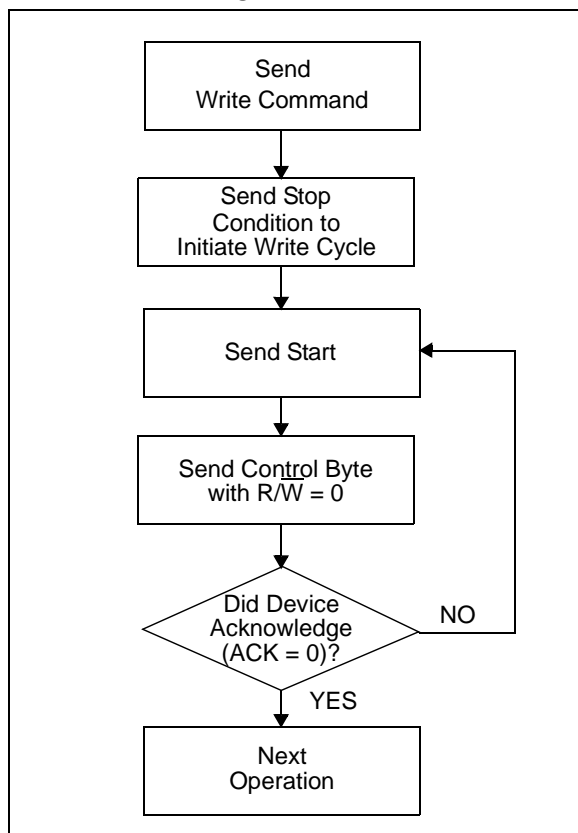 Send
Write Command
Send Stop
Condition to
Initiate Write Cycle
Send Start
Send Control Byte
with R/W̅ = 0
Did Device
Acknowledge
(ACK = 0)?
NO
YES
Next
Operation